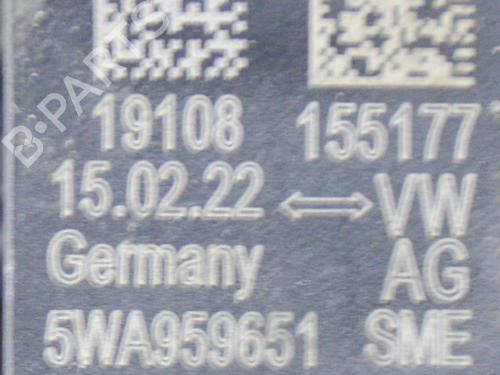 B-PARTS
19108 155177
15.02.22 ⟺ VW
Germany AG
5WA959651 SME